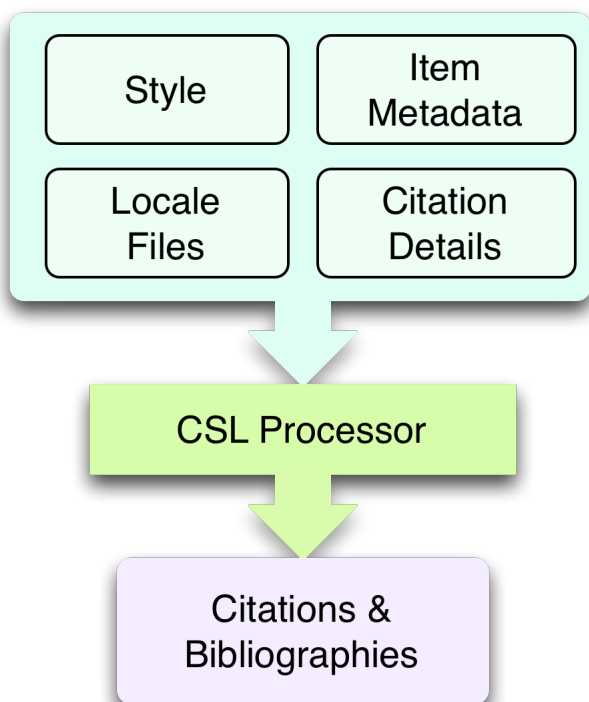 Style
Item
Metadata
Locale
Files
Citation
Details
CSL Processor
Citations &
Bibliographies